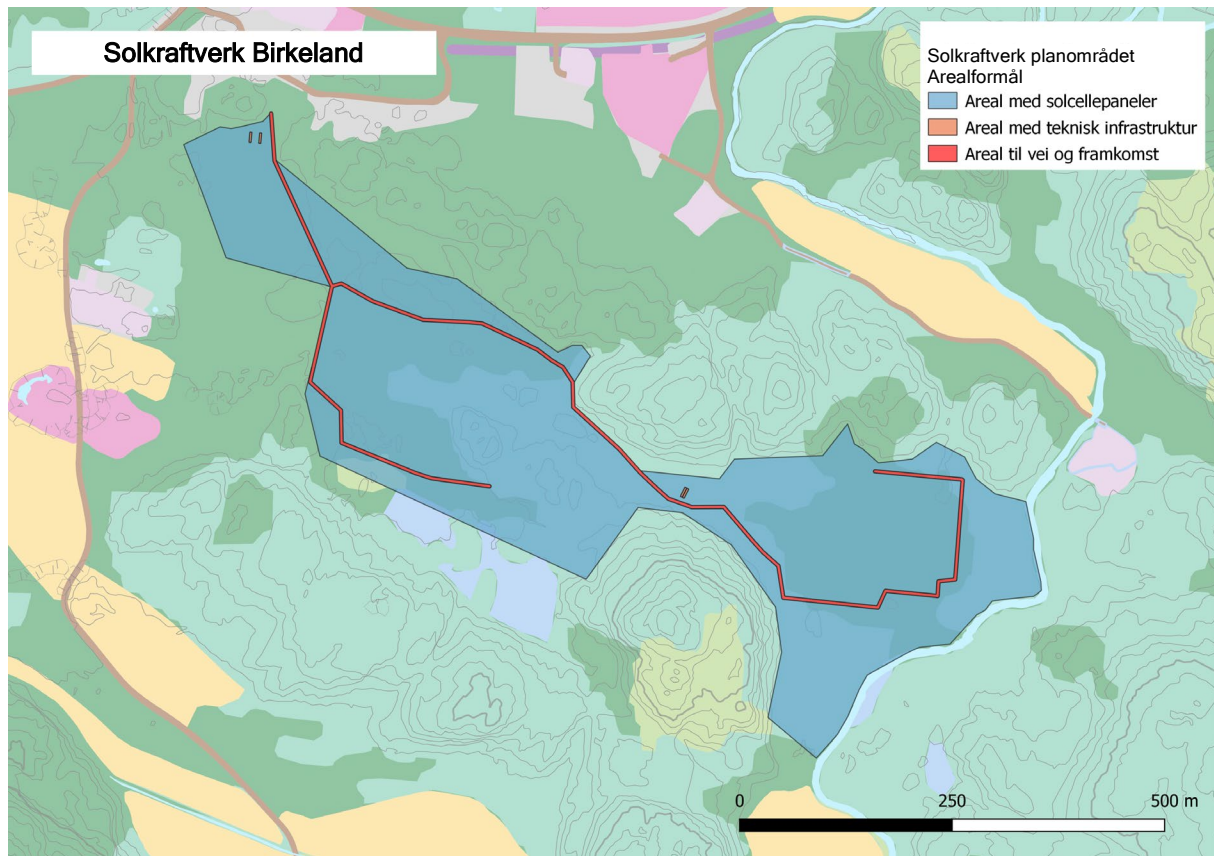 Solkraftverk Birkeland
Solkraftverk planområdet
Arealformål
Areal med solcellepaneler
Areal med teknisk infrastruktur
Areal til vei og framkomst
0 250 500 m